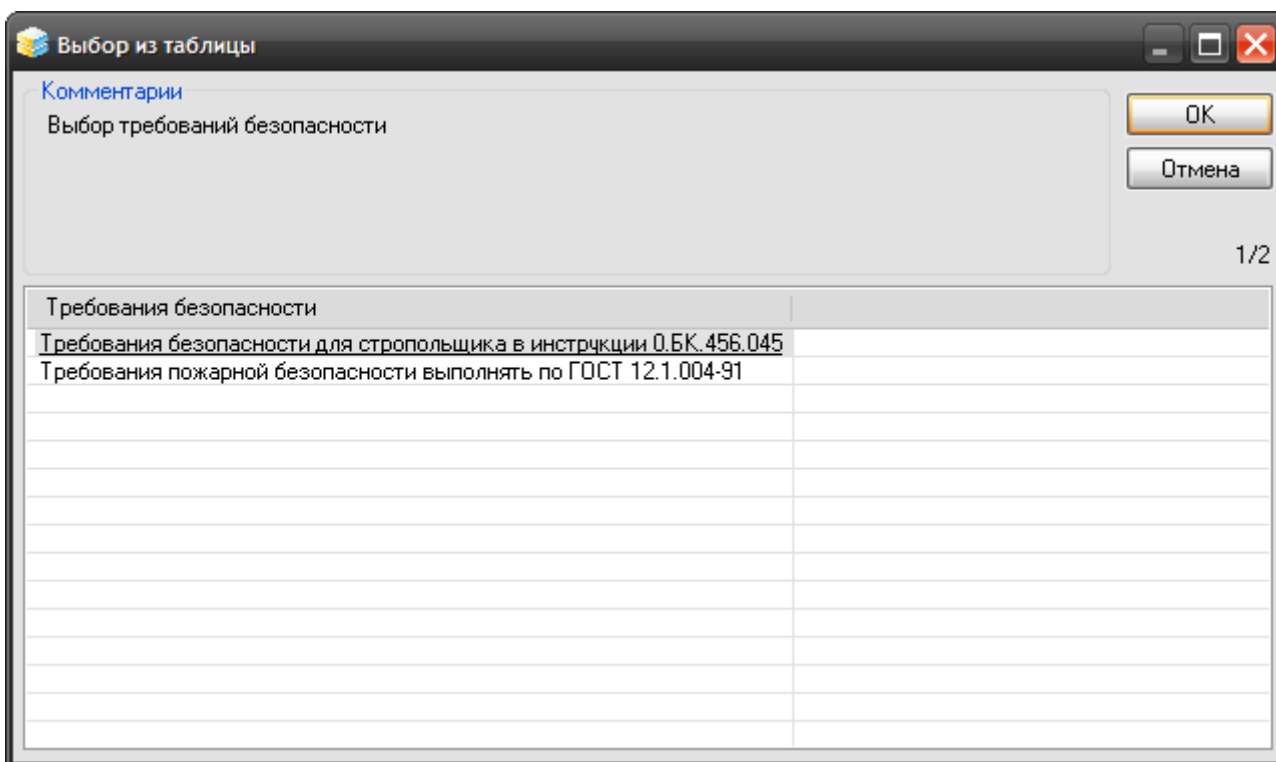 Выбор из таблицы
Комментарии
Выбор требований безопасности
OK
Отмена
1/2
Требования безопасности
Требования безопасности для стропольщика в инструкции 0.БК.456.045
Требования пожарной безопасности выполнять по ГОСТ 12.1.004-91